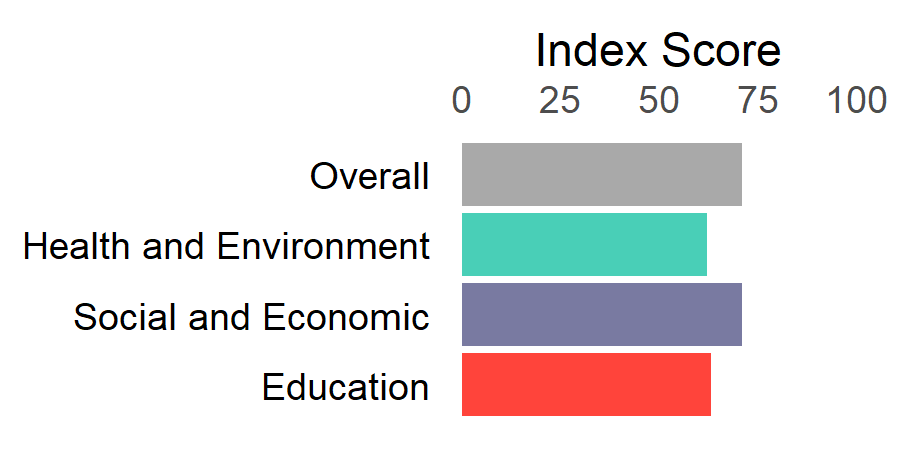 Index Score
0 25 50 75 100
Overall
Health and Environment
Social and Economic
Education